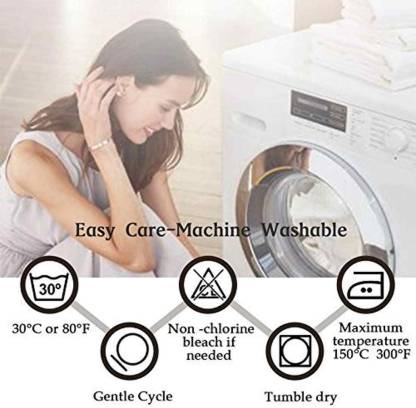 Easy Care-Machine Washable
30°
CL
30°C or 80°F
Non -chlorine
bleach if
needed
Maximum
temperature
150°C 300°F
Gentle Cycle
Tumble dry